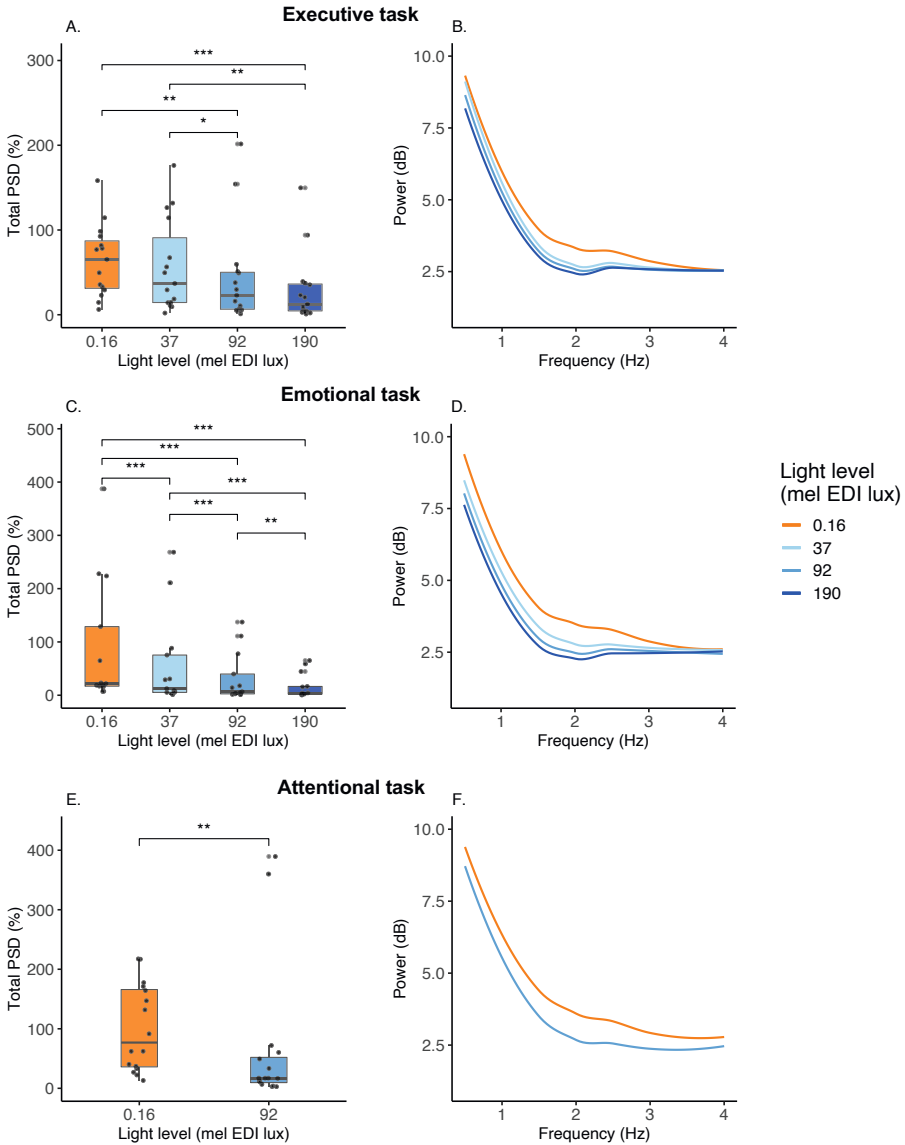 Executive task
A.
B.
Total PSD (%)
300
200
100
0
***
**
**
*
0.16 37 92 190
Light level (mel EDI lux)
Power (dB)
10.0
7.5
5.0
2.5
1 2 3 4
Frequency (Hz)
Emotional task
C.
D.
Total PSD (%)
500
400
300
200
100
0
***
***
***
***
***
**
0.16 37 92 190
Light level (mel EDI lux)
Power (dB)
10.0
7.5
5.0
2.5
1 2 3 4
Frequency (Hz)
Light level
(mel EDI lux)
0.16
37
92
190
Attentional task
E.
F.
Total PSD (%)
400
300
200
100
0
**
0.16 92
Light level (mel EDI lux)
Power (dB)
10.0
7.5
5.0
2.5
1 2 3 4
Frequency (Hz)